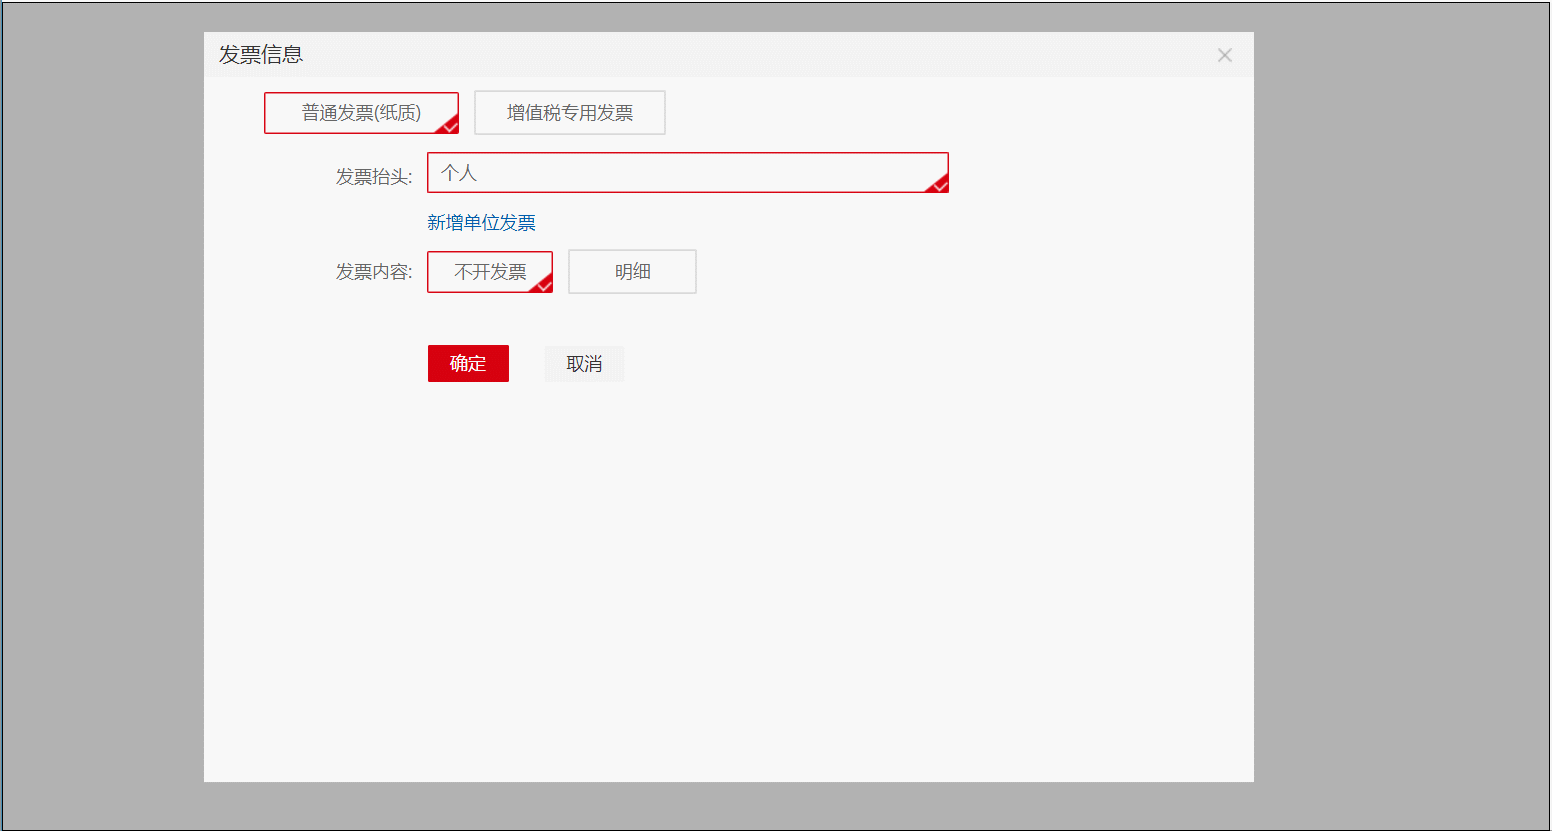 发票信息
普通发票(纸质) 增值税专用发票
发票抬头: 个人
新增单位发票
发票内容: 不开发票 明细
确定 取消